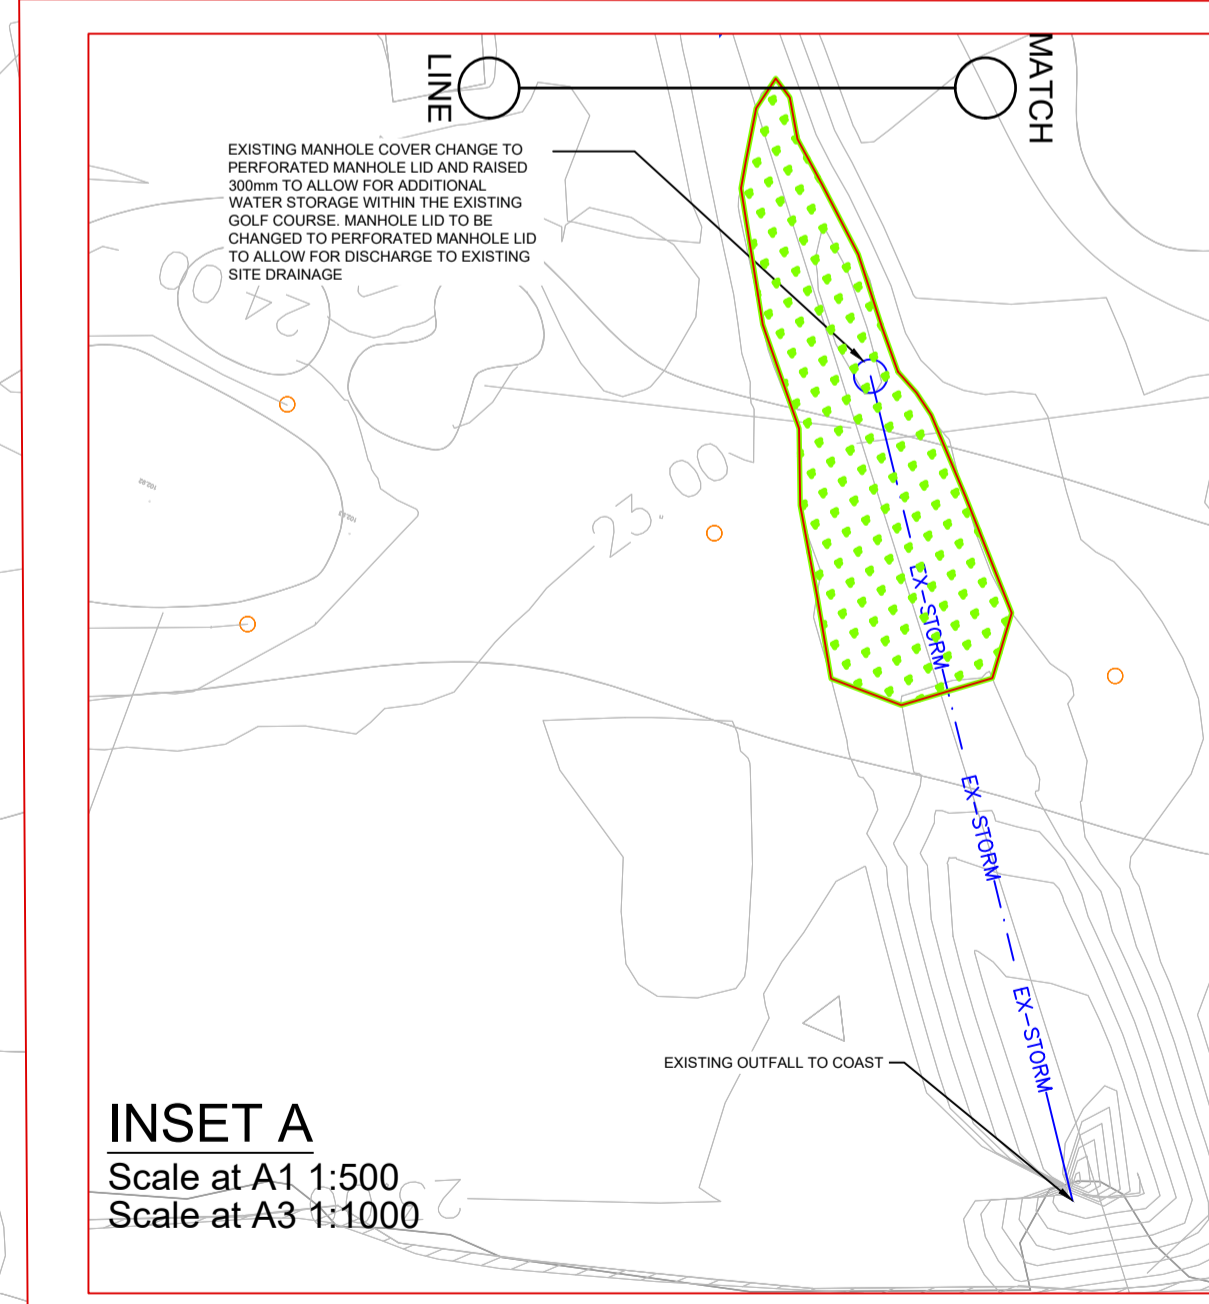 LINE
MATCH
EXISTING MANHOLE COVER CHANGE TO
PERFORATED MANHOLE LID AND RAISED
300mm TO ALLOW FOR ADDITIONAL
WATER STORAGE WITHIN THE EXISTING
GOLF COURSE. MANHOLE LID TO BE
CHANGED TO PERFORATED MANHOLE LID
TO ALLOW FOR DISCHARGE TO EXISTING
SITE DRAINAGE
24.00
23.00
EX-STORM
EX-STORM
EX-STORM
EXISTING OUTFALL TO COAST
INSET A
Scale at A1 1:500
Scale at A3 1:1000